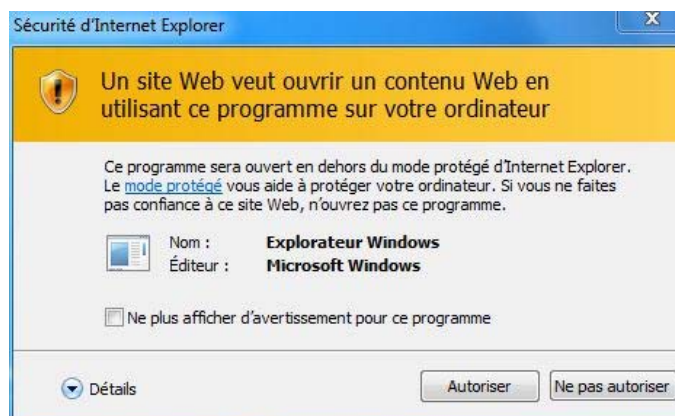 Sécurité d'Internet Explorer
Un site Web veut ouvrir un contenu Web en
utilisant ce programme sur votre ordinateur
Ce programme sera ouvert en dehors du mode protégé d'Internet Explorer.
Le mode protégé vous aide à protéger votre ordinateur. Si vous ne faites
pas confiance à ce site Web, n'ouvrez pas ce programme.
Nom : Explorateur Windows
Éditeur : Microsoft Windows
Ne plus afficher d'avertissement pour ce programme
Détails Autoriser Ne pas autoriser